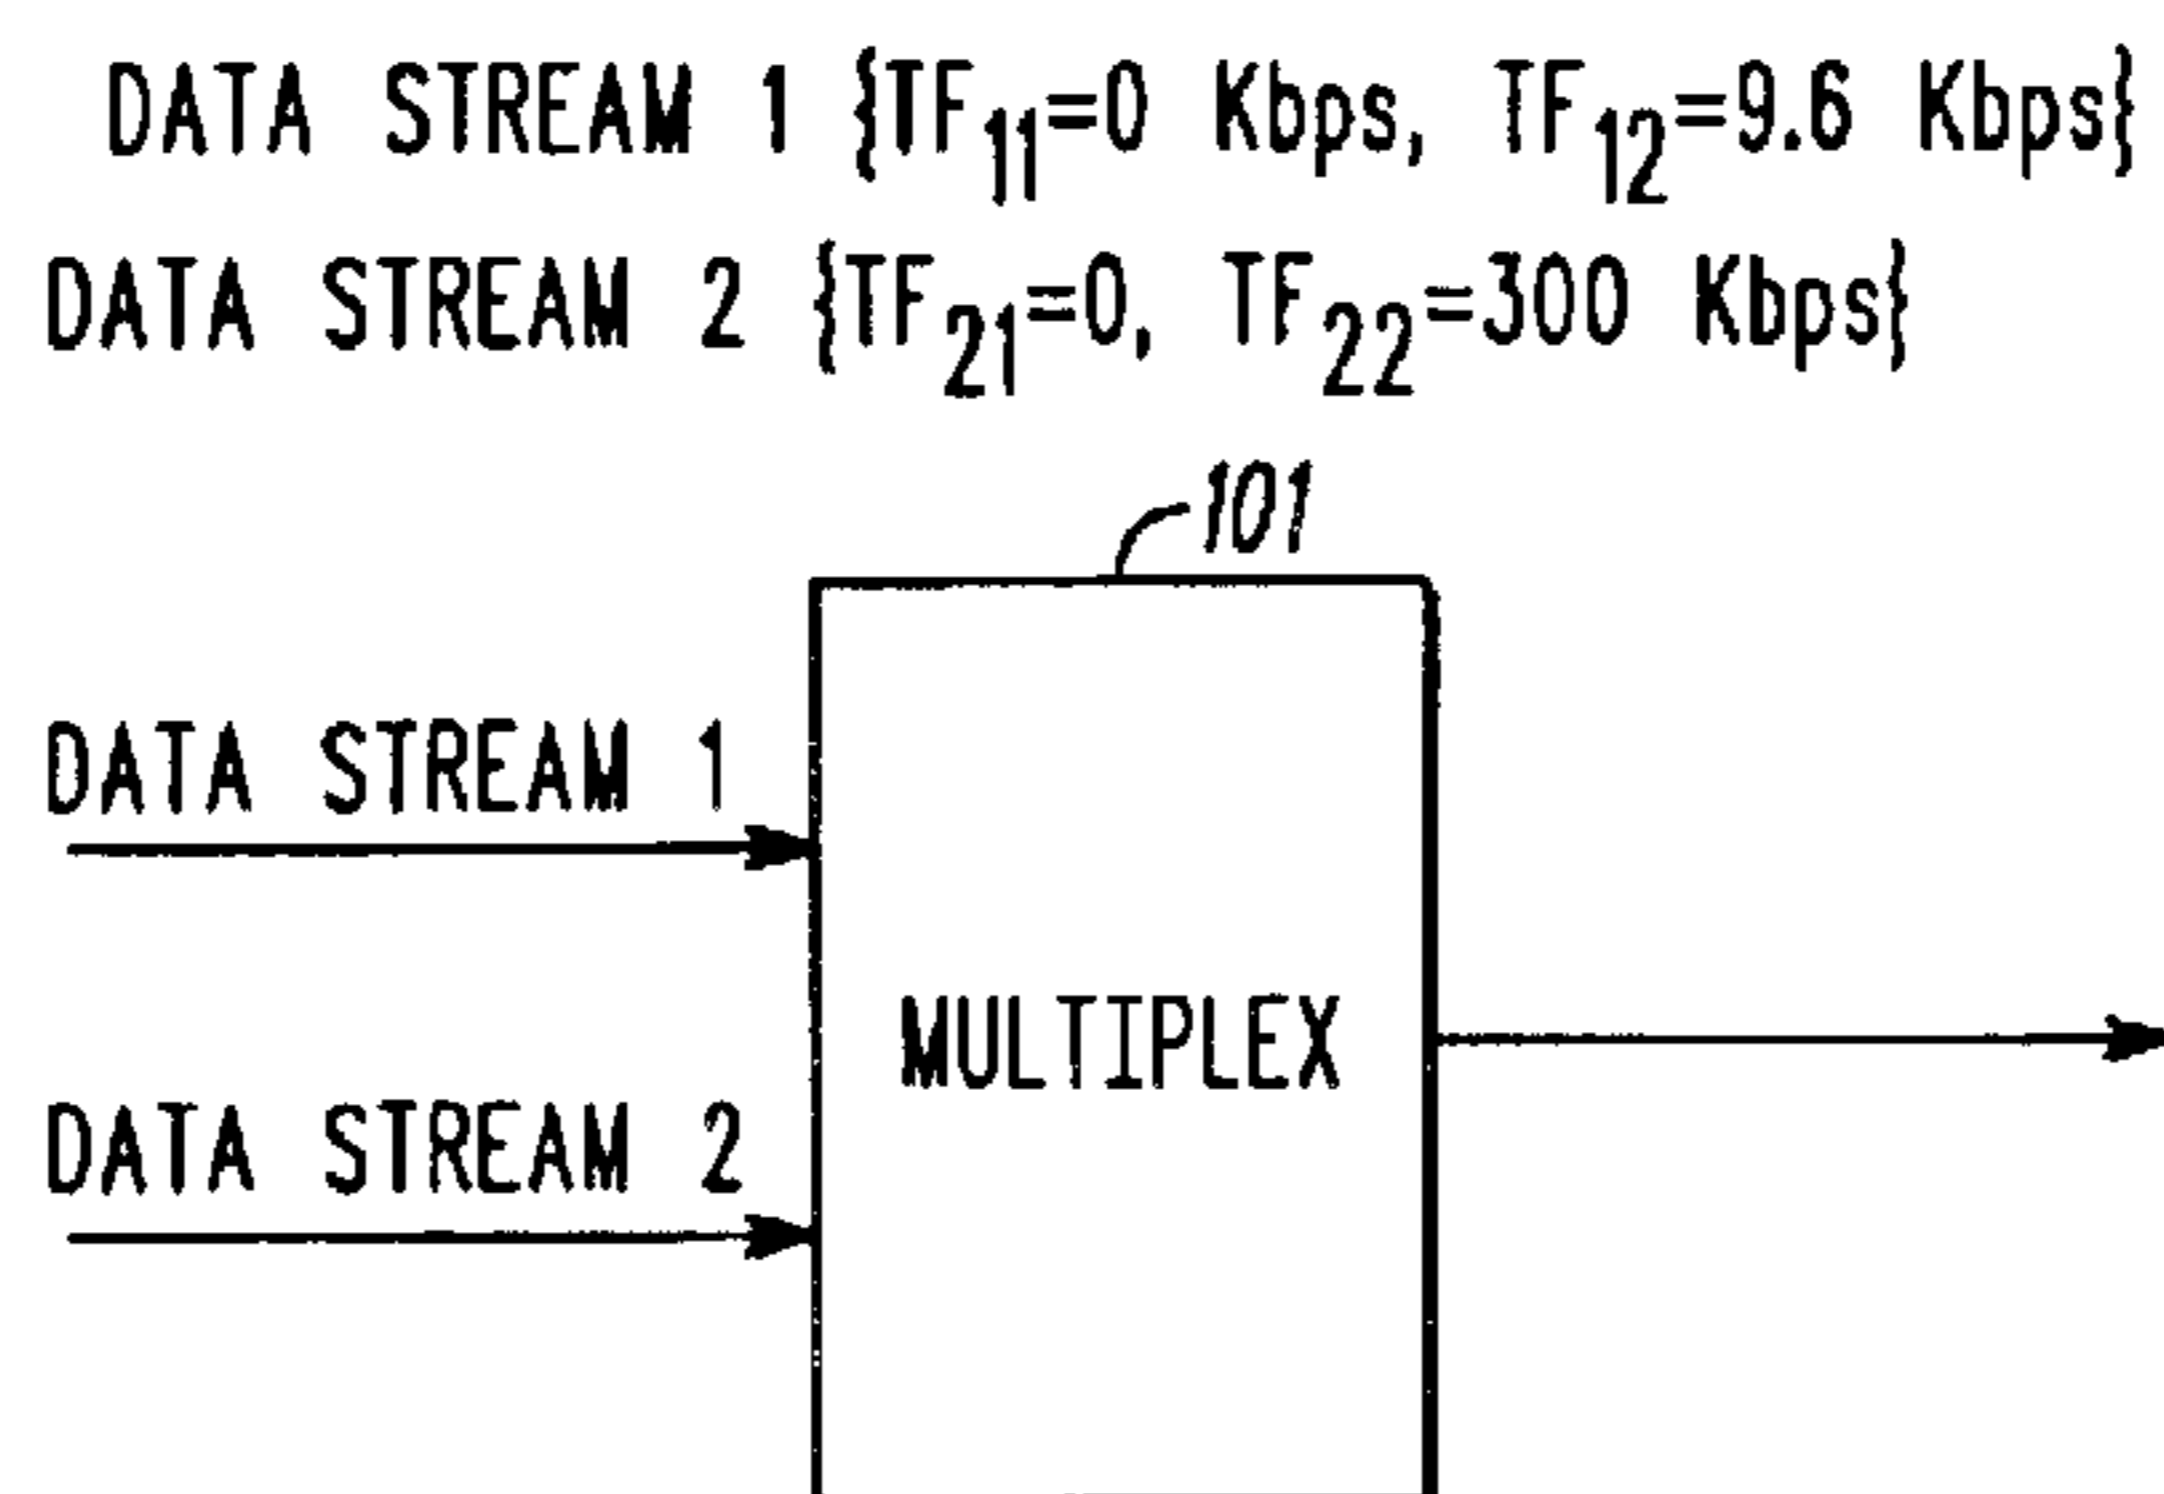 DATA STREAM 1 {TF11=0 Kbps, TF12=9.6 Kbps}
DATA STREAM 2 {TF21=0, TF22=300 Kbps}
101
DATA STREAM 1
MULTIPLEX
DATA STREAM 2